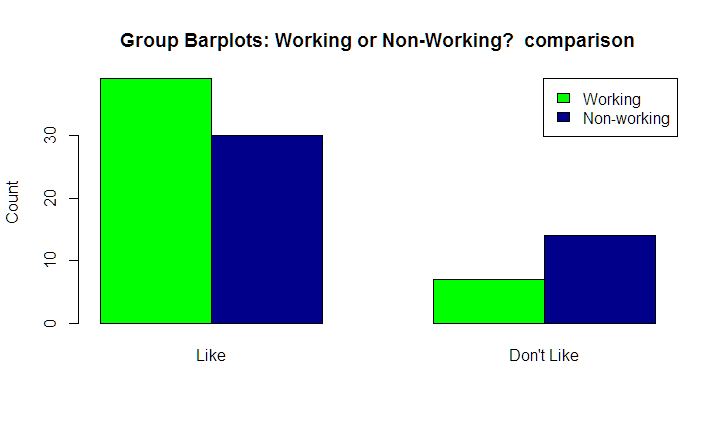 Group Barplots: Working or Non-Working?  comparison
Working
Non-working
Count
30
20
10
0
Like
Don't Like